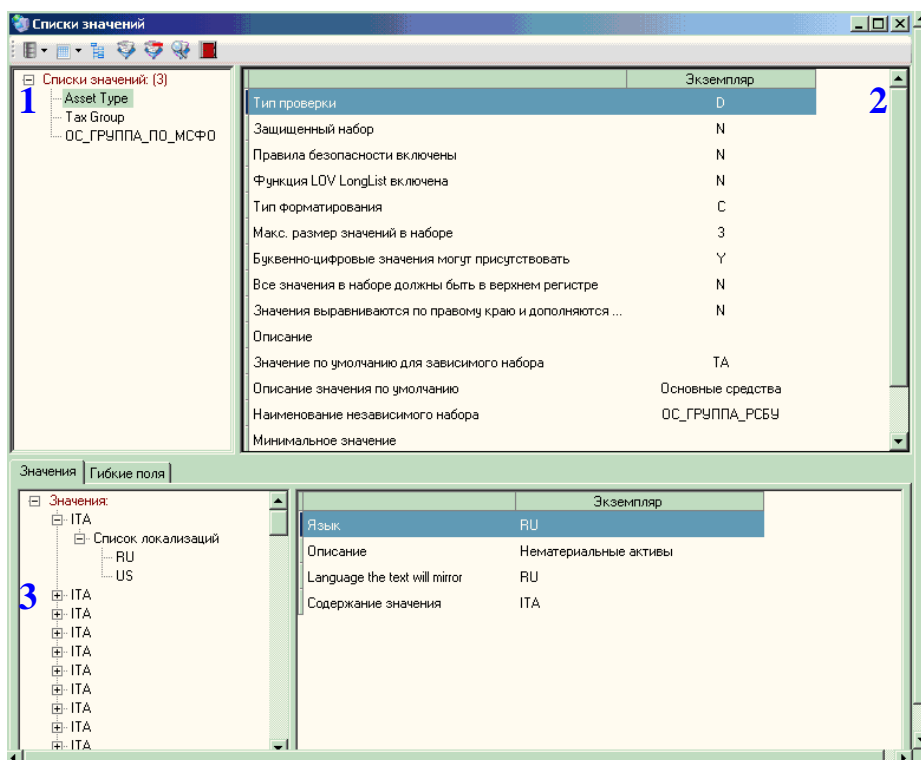 Списки значений
Списки значений: (3)
1
Asset Type
Tax Group
ОС_ГРУППА_ПО_МСФО
Экземпляр
2
Тип проверки D
Защищенный набор N
Правила безопасности включены N
Функция LOV LongList включена N
Тип форматирования C
Макс. размер значений в наборе 3
Буквенно-цифровые значения могут присутствовать Y
Все значения в наборе должны быть в верхнем регистре N
Значения выравниваются по правому краю и дополняются ... N
Описание
Значение по умолчанию для зависимого набора TA
Описание значения по умолчанию Основные средства
Наименование независимого набора ОС_ГРУППА_РСБУ
Минимальное значение
Значения Гибкие поля
Значения:
ITA
Список локализаций
RU
US
3
ITA
ITA
ITA
ITA
ITA
ITA
ITA
ITA
ITA
Экземпляр
Язык RU
Описание Нематериальные активы
Language the text will mirror RU
Содержание значения ITA